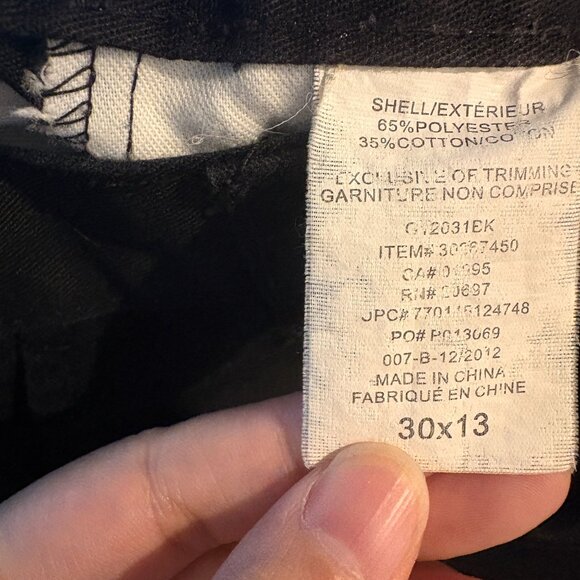 SHELL/EXTÉRIEUR
65%POLYESTER
35%COTTON/COTON
EXCLUSIVE OF TRIMMING
GARNITURE NON COMPRISE
ITEM#
CA#
RN#
PO# P013069
007-B-12/2012
MADE IN CHINA
FABRIQUÉ EN CHINE
30x13